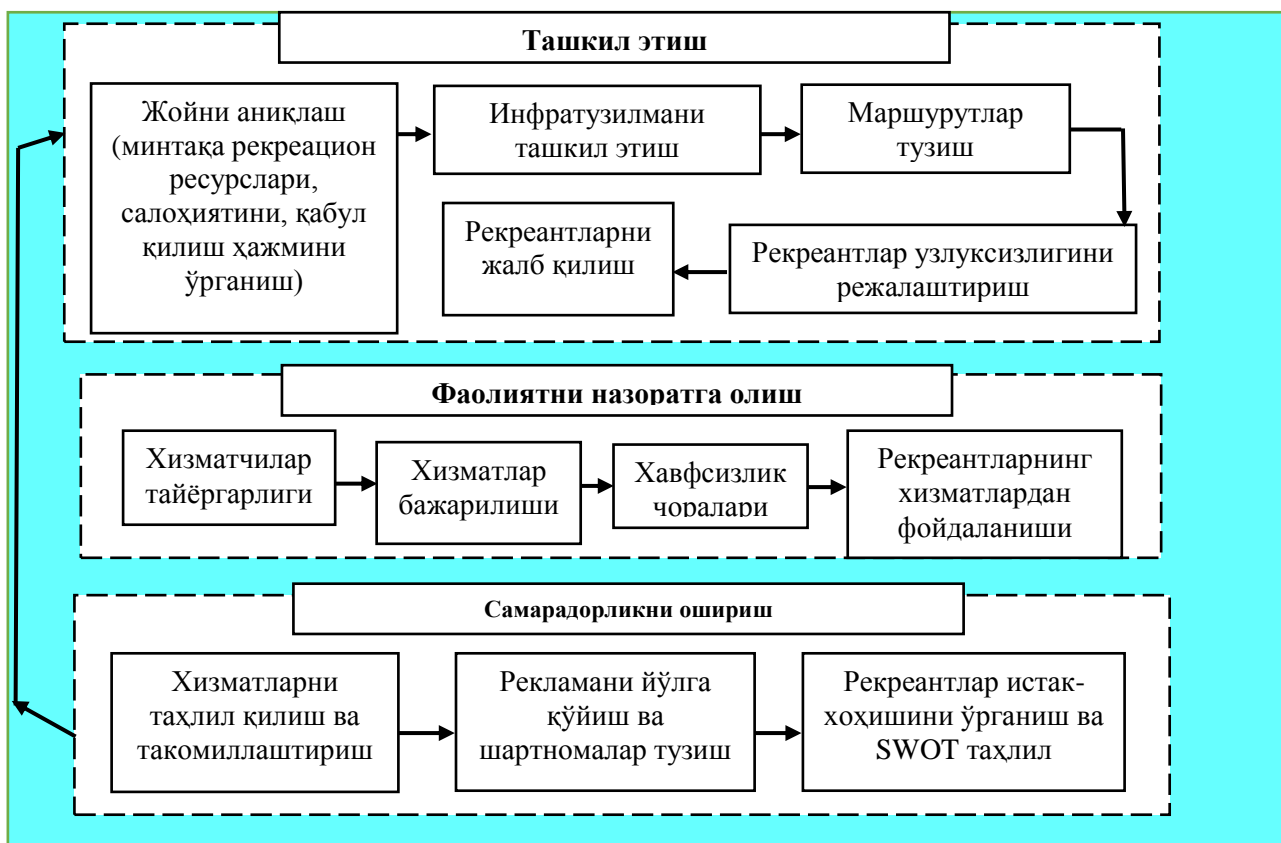 Ташкил этиш
Жойни аниқлаш
(минтақа рекреацион
ресурслари,
салоҳиятини, қабул
қилиш ҳажмини
ўрганиш)
Инфратузилмани
ташкил этиш
Маршурутлар
тузиш
Рекреантлар узлуксизлигини
режалаштириш
Рекреантларни
жалб қилиш
Фаолиятни назоратга олиш
Хизматчилар
тайёргарлиги
Хизматлар
бажарилиши
Хавфсизлик
чоралари
Рекреантларнинг
хизматлардан
фойдаланиши
Самарадорликни ошириш
Хизматларни
таҳлил қилиш ва
такомиллаштириш
Рекламани йўлга
қўйиш ва
шартномалар тузиш
Рекреантлар истак-
хоҳишини ўрганиш ва
SWOT таҳлил